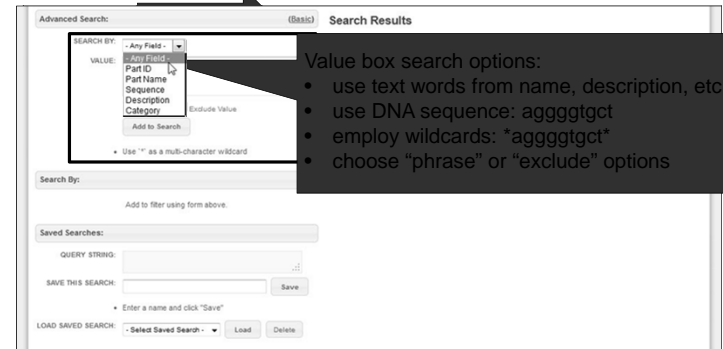 Advanced Search:
(Basic)
Search Results
SEARCH BY:
- Any Field -
VALUE:
- Any Field -
Part ID
Part Name
Sequence
Description
Category
Exclude Value
Add to Search
• Use '*' as a multi-character wildcard
Value box search options:
• use text words from name, description, etc
• use DNA sequence: aggggtgct
• employ wildcards: *aggggtgct*
• choose “phrase” or “exclude” options
Search By:
Add to filter using form above.
Saved Searches:
QUERY STRING:
SAVE THIS SEARCH:
Save
• Enter a name and click "Save"
LOAD SAVED SEARCH:
- Select Saved Search -
Load
Delete